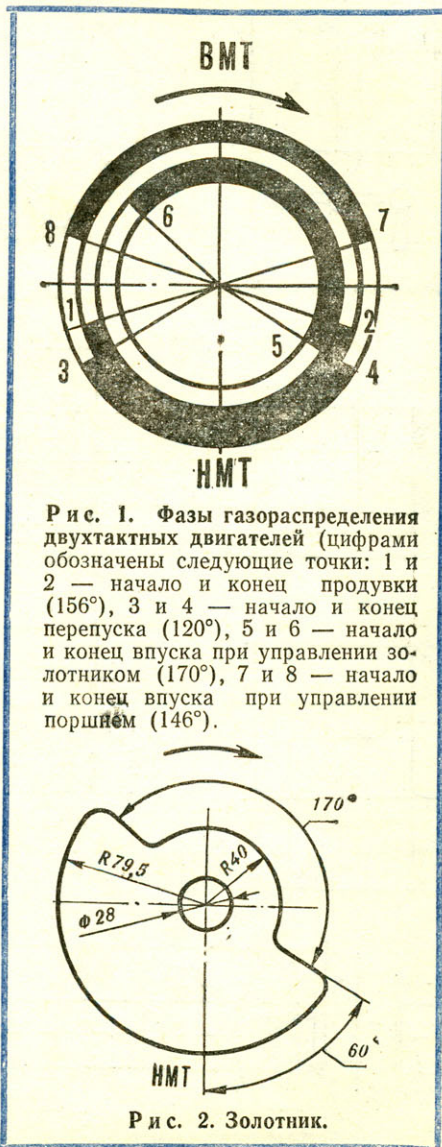 ВМТ
8
6
7
1
2
3
5
4
НМТ
Рис. 1. Фазы газораспределения
двухтактных двигателей (цифрами
обозначены следующие точки: 1 и
2 — начало и конец продувки
(156°), 3 и 4 — начало и конец
перепуска (120°), 5 и 6 — начало
и конец впуска при управлении зо-
лотником (170°), 7 и 8 — начало
и конец впуска при управлении
поршнем (146°).
170°
R79,5
R40
Ф28
60°
НМТ
Рис. 2. Золотник.